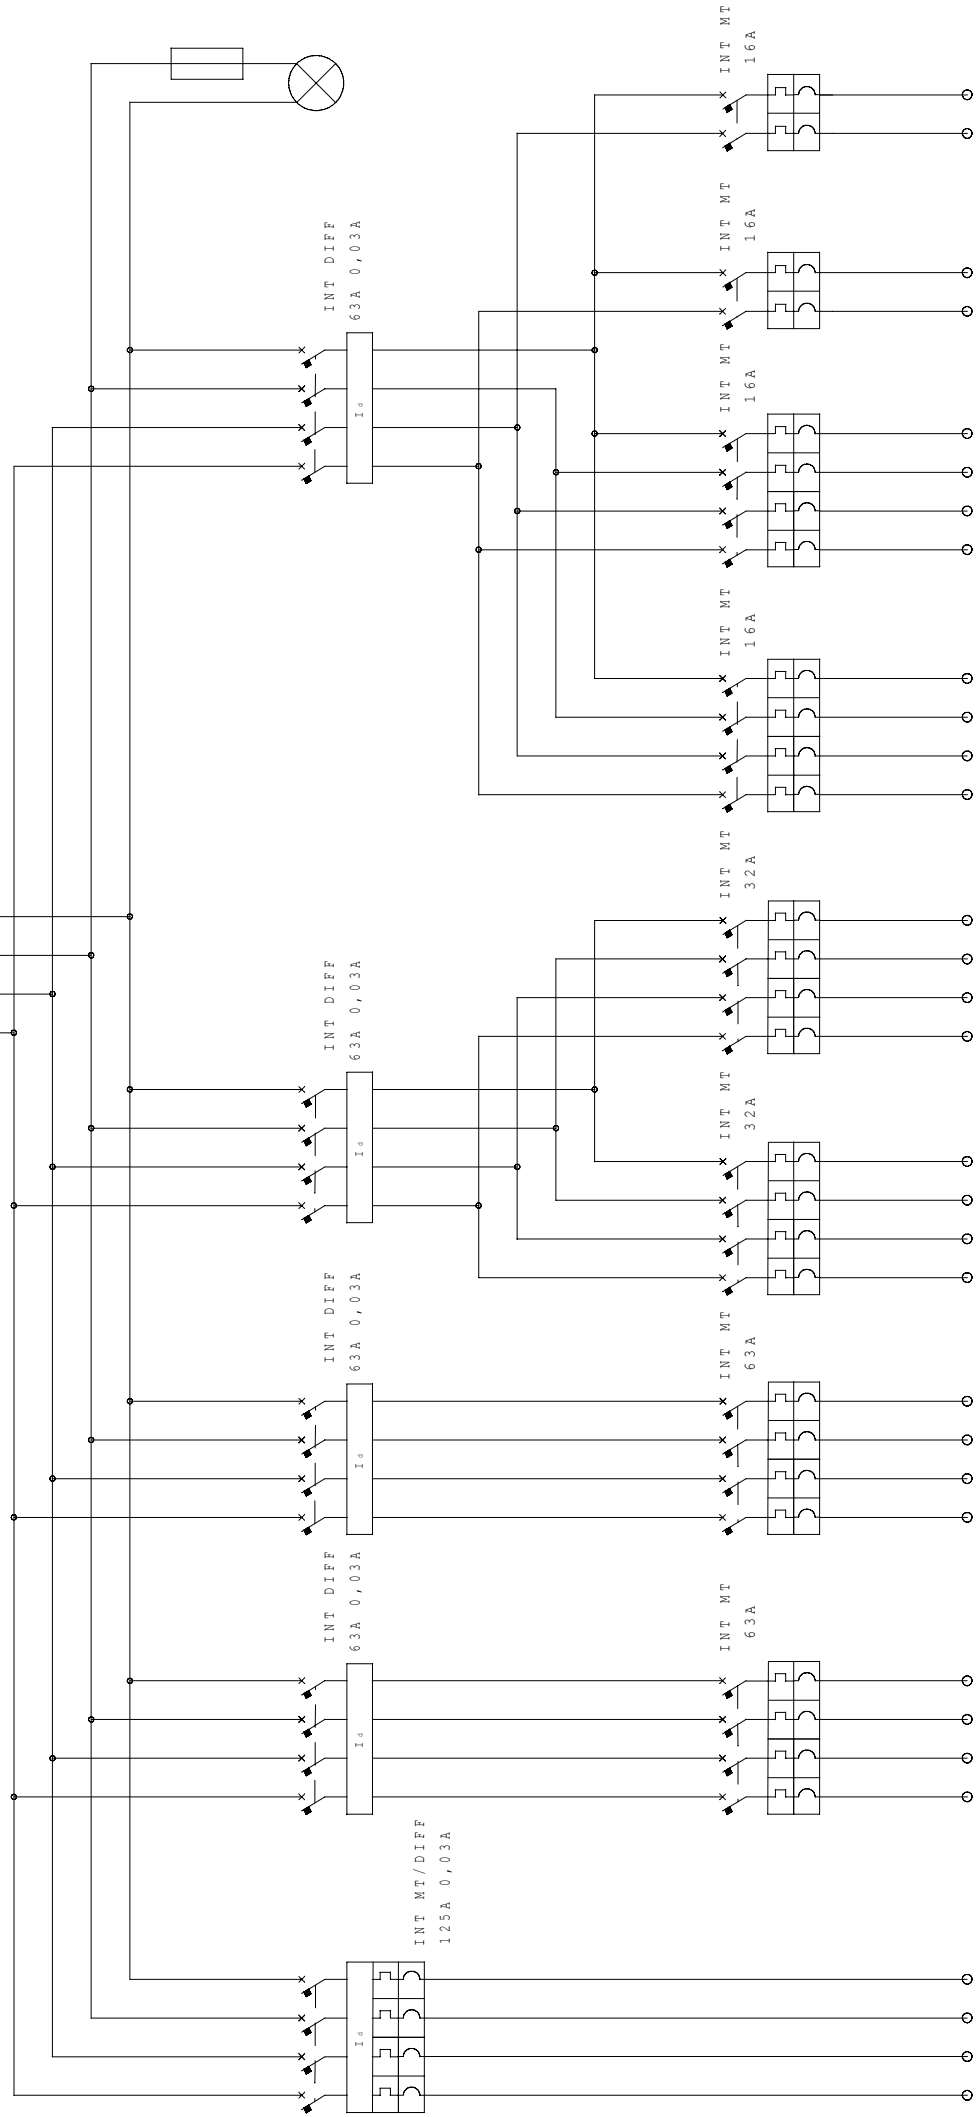 INT MT
16A
INT DIFF
63A 0,03A
Id
INT MT
16A
INT MT
16A
INT MT
16A
INT MT
32A
INT DIFF
63A 0,03A
Id
INT MT
32A
INT DIFF
63A 0,03A
Id
INT MT
63A
INT DIFF
63A 0,03A
Id
INT MT
63A
INT MT/DIFF
125A 0,03A
Id